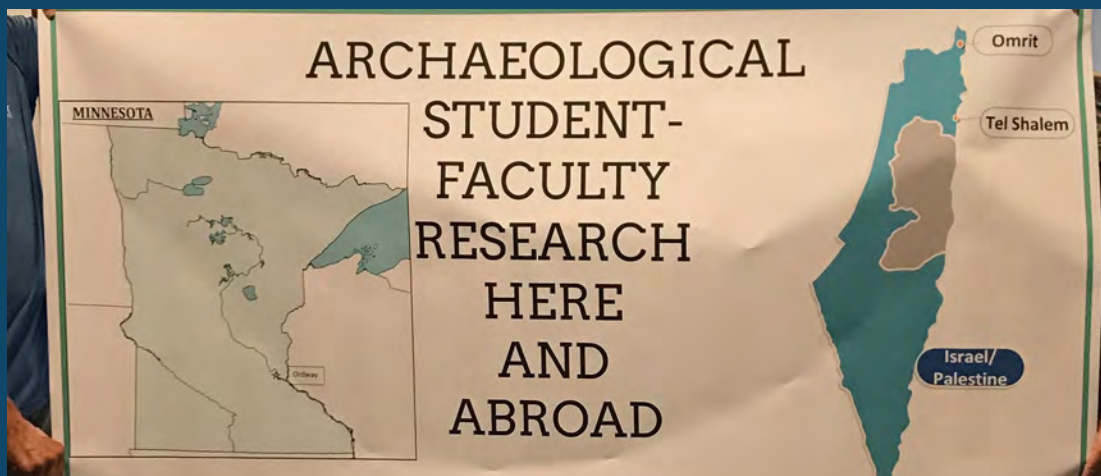 ARCHAEOLOGICAL
STUDENT-
FACULTY
RESEARCH
HERE
AND
ABROAD
MINNESOTA
Ordway
Omrit
Tel Shalem
Israel/
Palestine